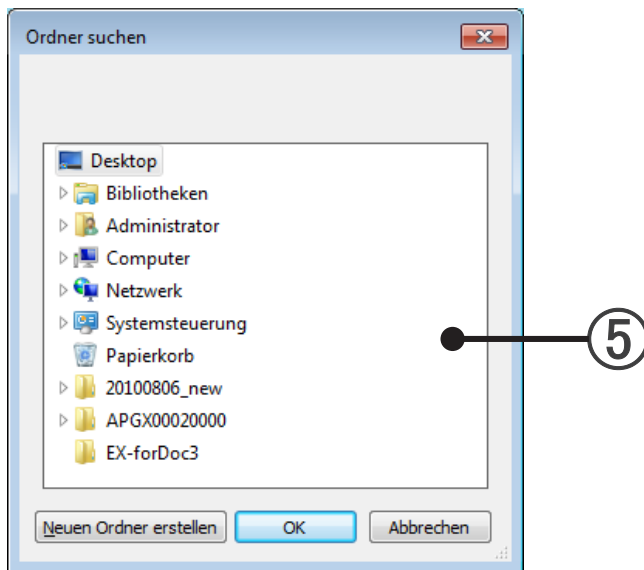 Ordner suchen
Desktop
Bibliotheken
Administrator
Computer
Netzwerk
Systemsteuerung
Papierkorb
20100806_new
APGX00020000
EX-forDoc3
⑤
Neuen Ordner erstellen OK Abbrechen